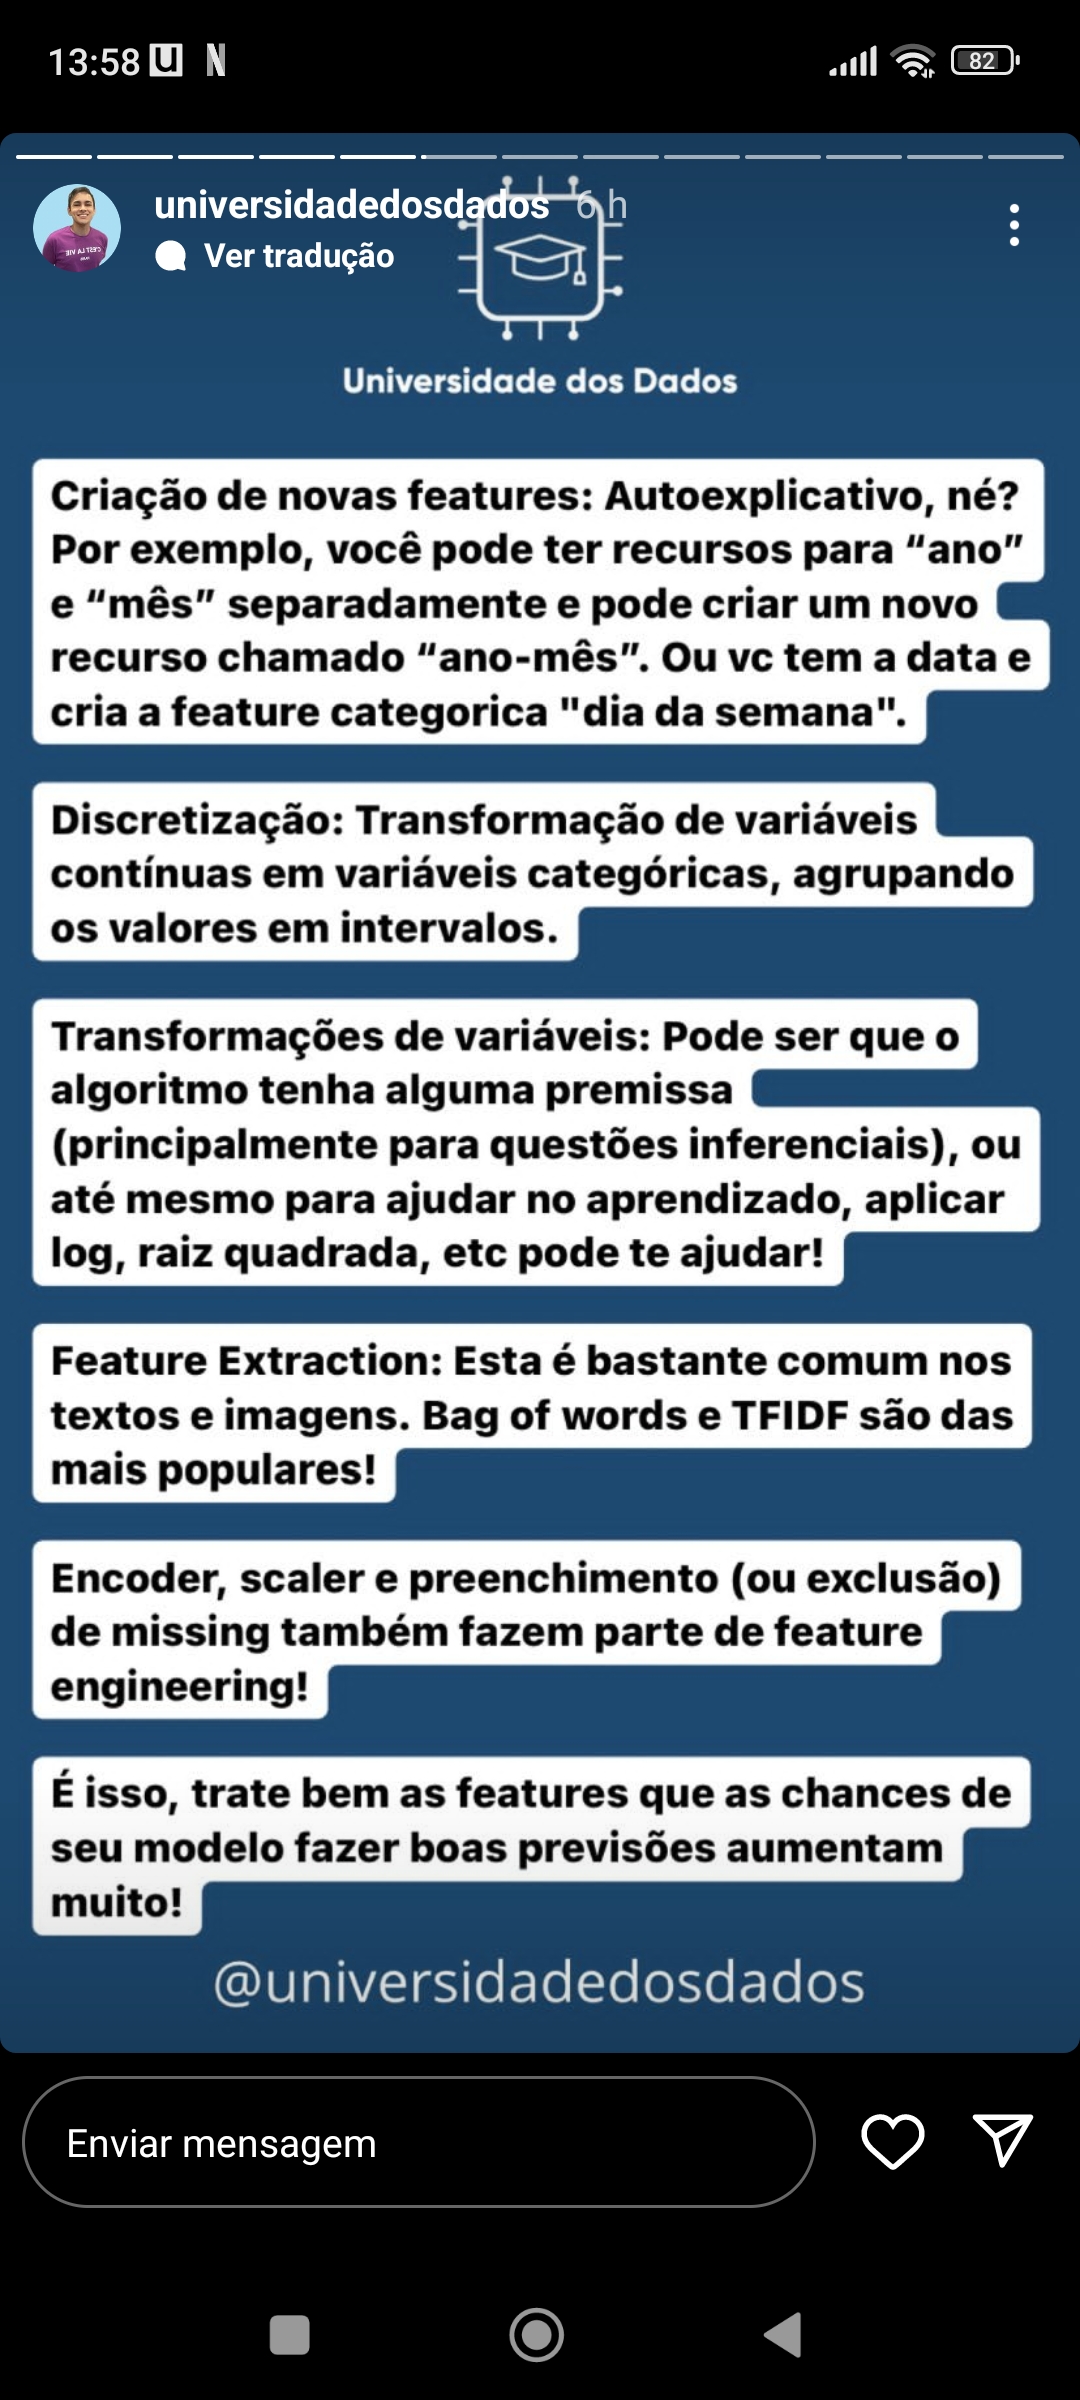 13:58
82
universidadedosdados 6 h
Ver tradução
Universidade dos Dados
Criação de novas features: Autoexplicativo, né?
Por exemplo, você pode ter recursos para “ano”
e “mês” separadamente e pode criar um novo
recurso chamado “ano-mês”. Ou vc tem a data e
cria a feature categorica "dia da semana".
Discretização: Transformação de variáveis
contínuas em variáveis categóricas, agrupando
os valores em intervalos.
Transformações de variáveis: Pode ser que o
algoritmo tenha alguma premissa
(principalmente para questões inferenciais), ou
até mesmo para ajudar no aprendizado, aplicar
log, raiz quadrada, etc pode te ajudar!
Feature Extraction: Esta é bastante comum nos
textos e imagens. Bag of words e TFIDF são das
mais populares!
Encoder, scaler e preenchimento (ou exclusão)
de missing também fazem parte de feature
engineering!
É isso, trate bem as features que as chances de
seu modelo fazer boas previsões aumentam
muito!
@universidadedosdados
Enviar mensagem